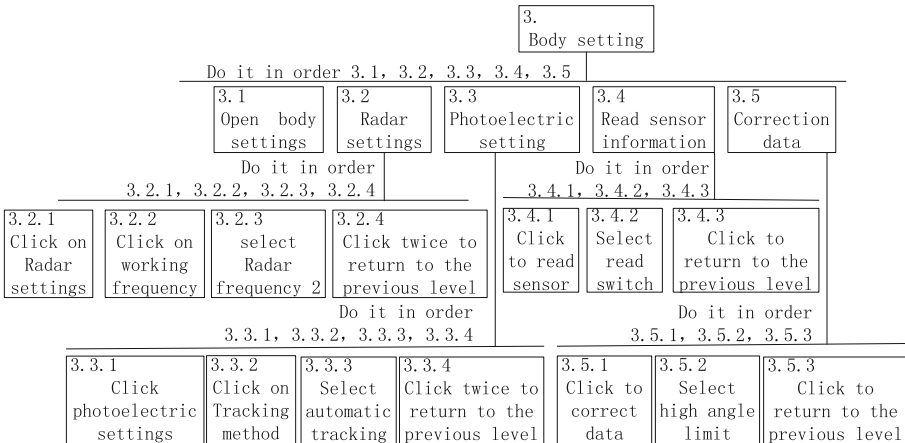 3.
Body setting
Do it in order 3.1, 3.2, 3.3, 3.4, 3.5
3.1
Open body
settings
3.2
Radar
settings
3.3
Photoelectric
setting
3.4
Read sensor
information
3.5
Correction
data
Do it in order
3.2.1, 3.2.2, 3.2.3, 3.2.4
Do it in order
3.4.1, 3.4.2, 3.4.3
3.2.1
Click on
Radar
settings
3.2.2
Click on
working
frequency
3.2.3
select
Radar
frequency 2
3.2.4
Click twice to
return to the
previous level
3.4.1
Click
to read
sensor
3.4.2
Select
read
switch
3.4.3
Click to
return to the
previous level
Do it in order
3.3.1, 3.3.2, 3.3.3, 3.3.4
Do it in order
3.5.1, 3.5.2, 3.5.3
3.3.1
Click
photoelectric
settings
3.3.2
Click on
Tracking
method
3.3.3
Select
automatic
tracking
3.3.4
Click twice to
return to the
previous level
3.5.1
Click to
correct
data
3.5.2
Select
high angle
limit
3.5.3
Click to
return to the
previous level